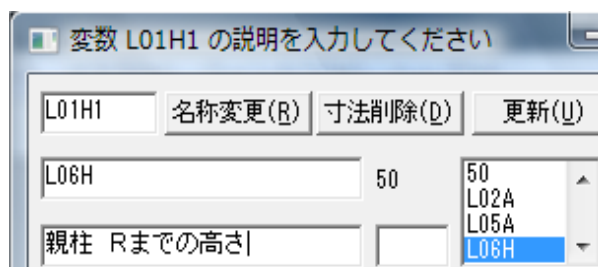 変数 L01H1 の説明を入力してください
L01H1 名称変更(R) 寸法削除(D) 更新(U)
L06H 50
親柱 Rまでの高さ
50
L02A
L05A
L06H